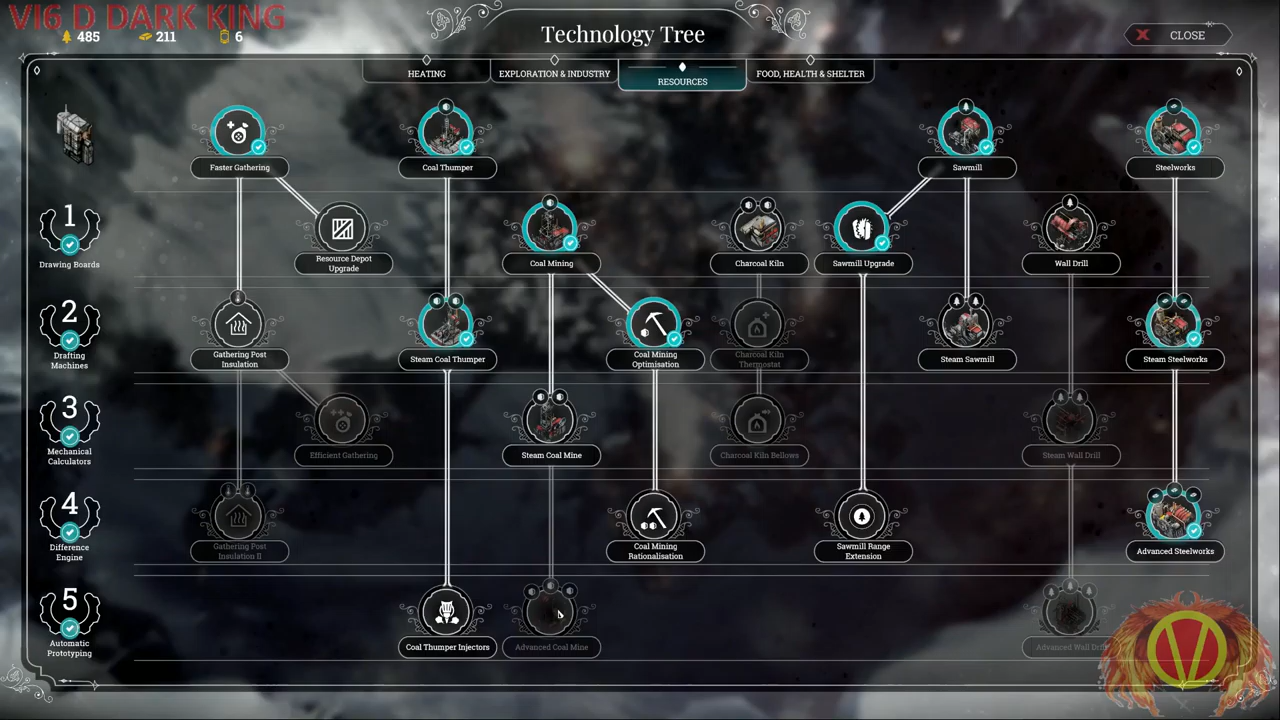 VI6 D DARK KING
485
211
6
Technology Tree
CLOSE
HEATING
EXPLORATION & INDUSTRY
RESOURCES
FOOD, HEALTH & SHELTER
Faster Gathering
Coal Thumper
Sawmill
Steelworks
1
Drawing Boards
Resource Depot
Upgrade
Coal Mining
Charcoal Kiln
Sawmill Upgrade
Wall Drill
2
Drafting
Machines
Gathering Post
Insulation
Steam Coal Thumper
Coal Mining
Optimisation
Charcoal Kiln
Thermostat
Steam Sawmill
Steam Steelworks
3
Mechanical
Calculators
Efficient Gathering
Steam Coal Mine
Charcoal Kiln Bellows
Steam Wall Drill
4
Difference
Engine
Gathering Post
Insulation II
Coal Mining
Rationalisation
Sawmill Range
Extension
Advanced Steelworks
5
Automatic
Prototyping
Coal Thumper Injectors
Advanced Coal Mine
Advanced Wall Drill
V